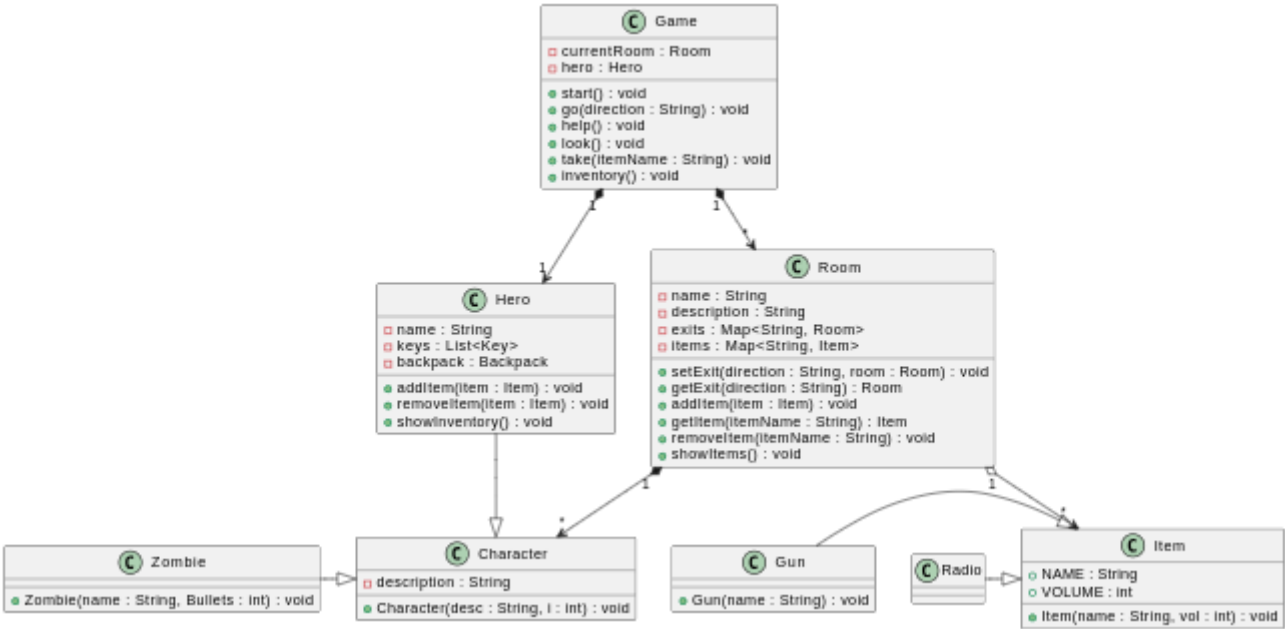 C Game
currentRoom : Room
hero : Hero
start() : void
go(direction : String) : void
help() : void
look() : void
take(itemName : String) : void
inventory() : void
1
1
1
*
C Hero
name : String
keys : List<Key>
backpack : Backpack
addItem(item : Item) : void
removeItem(item : Item) : void
showInventory() : void
C Room
name : String
description : String
exits : Map<String, Room>
items : Map<String, Item>
setExit(direction : String, room : Room) : void
getExit(direction : String) : Room
addItem(item : Item) : void
getItem(itemName : String) : Item
removeItem(itemName : String) : void
showItems() : void
1
*
1
*
C Zombie
Zombie(name : String, Bullets : int) : void
C Character
description : String
Character(desc : String, i : int) : void
C Gun
Gun(name : String) : void
C Radio
C Item
NAME : String
VOLUME : int
Item(name : String, vol : int) : void